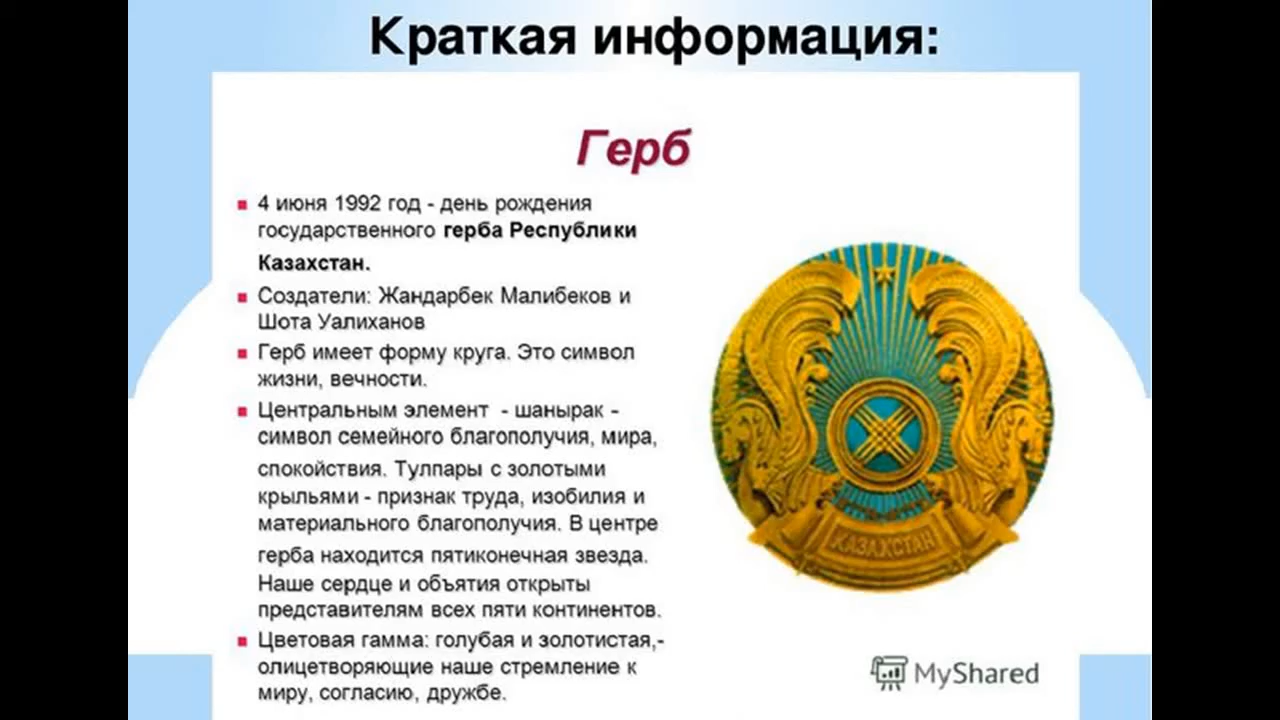 Краткая информация:
Герб
4 июня 1992 год - день рождения
государственного герба Республики
Казахстан.
Создатели: Жандарбек Малибеков и
Шота Уалиханов
Герб имеет форму круга. Это символ
жизни, вечности.
Центральным элемент - шанырак –
символ семейного благополучия, мира,
спокойствия. Тулпары с золотыми
крыльями - признак труда, изобилия и
материального благополучия. В центре
герба находится пятиконечная звезда.
Наше сердце и объятия открыты
представителям всех пяти континентов.
Цветовая гамма: голубая и золотистая,-
олицетворяющие наше стремление к
миру, согласию, дружбе.
КАЗАХСТАН
MyShared